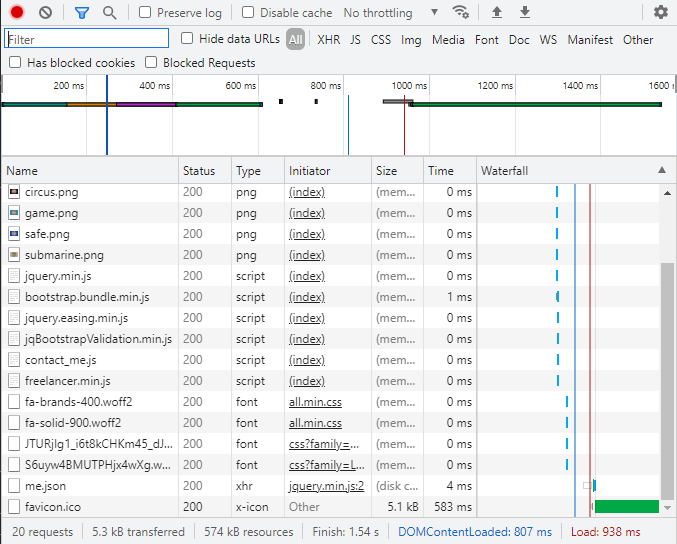 Preserve log Disable cache No throttling
Filter Hide data URLs All XHR JS CSS Img Media Font Doc WS Manifest Other
Has blocked cookies Blocked Requests
200 ms 400 ms 600 ms 800 ms 1000 ms 1200 ms 1400 ms 1600 m
Name Status Type Initiator Size Time Waterfall
circus.png 200 png (index) (mem... 0 ms
game.png 200 png (index) (mem... 0 ms
safe.png 200 png (index) (mem... 0 ms
submarine.png 200 png (index) (mem... 0 ms
jquery.min.js 200 script (index) (mem... 0 ms
bootstrap.bundle.min.js 200 script (index) (mem... 1 ms
jquery.easing.min.js 200 script (index) (mem... 0 ms
jqBootstrapValidation.min.js 200 script (index) (mem... 0 ms
contact_me.js 200 script (index) (mem... 0 ms
freelancer.min.js 200 script (index) (mem... 0 ms
fa-brands-400.woff2 200 font all.min.css (mem... 0 ms
fa-solid-900.woff2 200 font all.min.css (mem... 0 ms
JTURjIg1_i6t8kCHKm45_dJ... 200 font css?family=... (mem... 0 ms
S6uyw4BMUTPHjx4wXg.w... 200 font css?family=L... (mem... 0 ms
me.json 200 xhr jquery.min.js:2 (disk c... 4 ms
favicon.ico 200 x-icon Other 5.1 kB 583 ms
20 requests 5.3 kB transferred 574 kB resources Finish: 1.54 s DOMContentLoaded: 807 ms Load: 938 ms